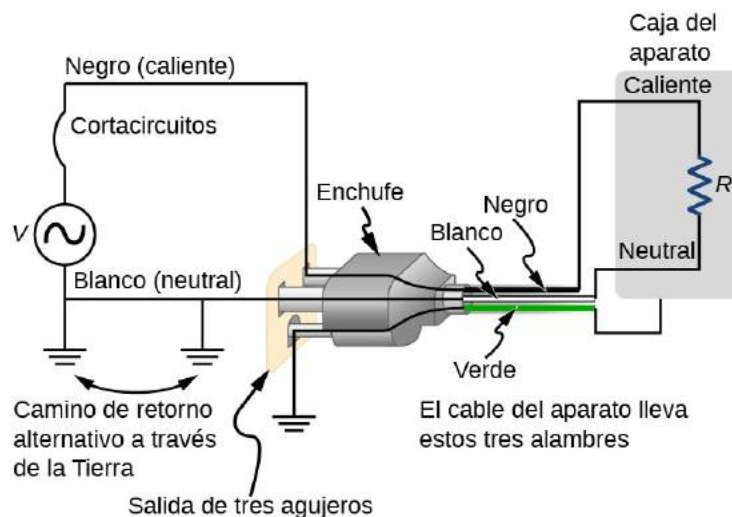 Caja del
aparato
Negro (caliente)
Caliente
Cortacircuitos
Enchufe
Negro
R
Blanco
V
Neutral
Blanco (neutral)
Verde
Camino de retorno
alternativo a través
de la Tierra
El cable del aparato lleva
estos tres alambres
Salida de tres agujeros